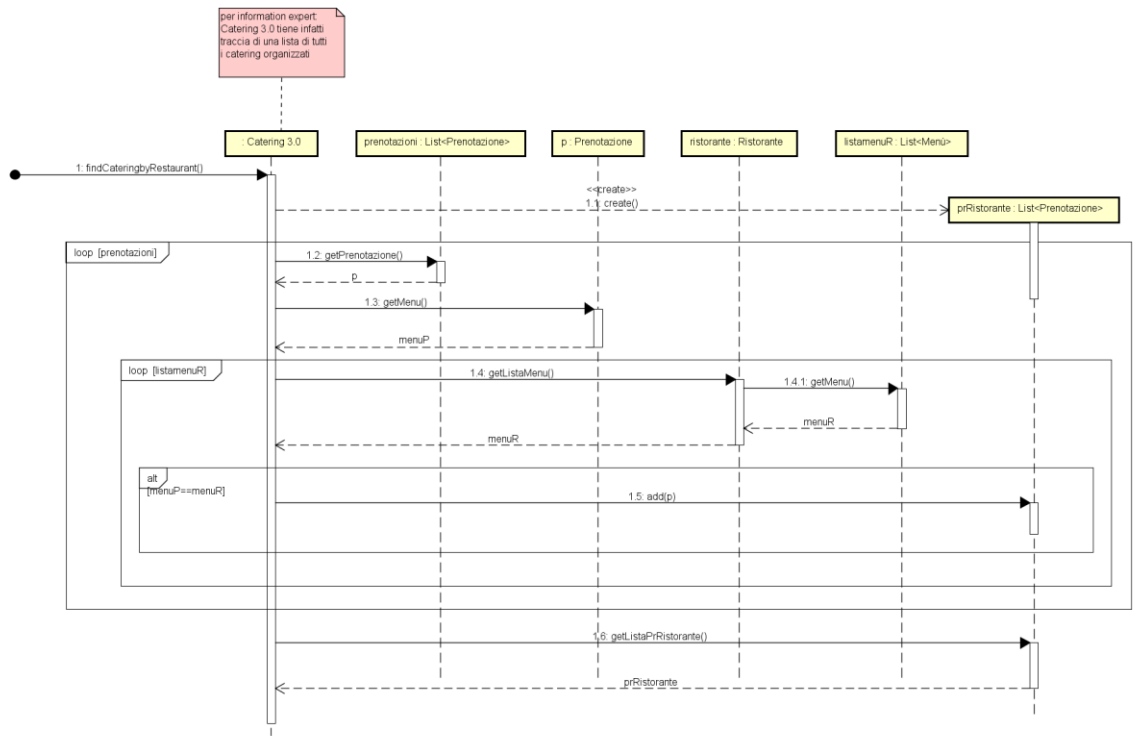 per information expert:
Catering 3.0 tiene infatti
traccia di una lista di tutti
i catering organizzati
: Catering 3.0
prenotazioni : List<Prenotazione>
p : Prenotazione
ristorante : Ristorante
listamenuR : List<Menù>
1: findCateringbyRestaurant()
<<create>>
1.1: create()
prRistorante : List<Prenotazione>
loop [prenotazioni]
1.2: getPrenotazione()
p
1.3: getMenu()
menuP
loop [listamenuR]
1.4: getListaMenu()
1.4.1: getMenu()
menuR
menuR
alt
[menuP==menuR]
1.5: add(p)
1.6: getListaPrRistorante()
prRistorante